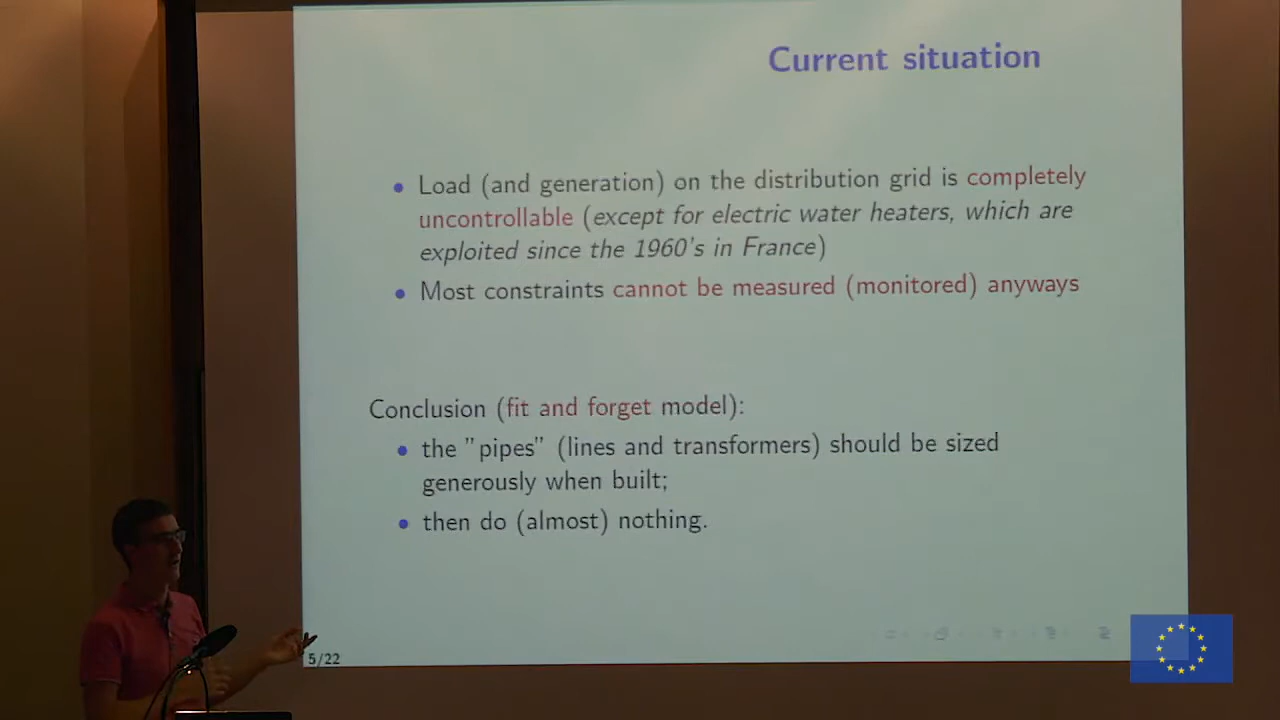 Current situation
• Load (and generation) on the distribution grid is completely
uncontrollable (except for electric water heaters, which are
exploited since the 1960's in France)
• Most constraints cannot be measured (monitored) anyways
Conclusion (fit and forget model):
• the "pipes" (lines and transformers) should be sized
generously when built;
• then do (almost) nothing.
5/22